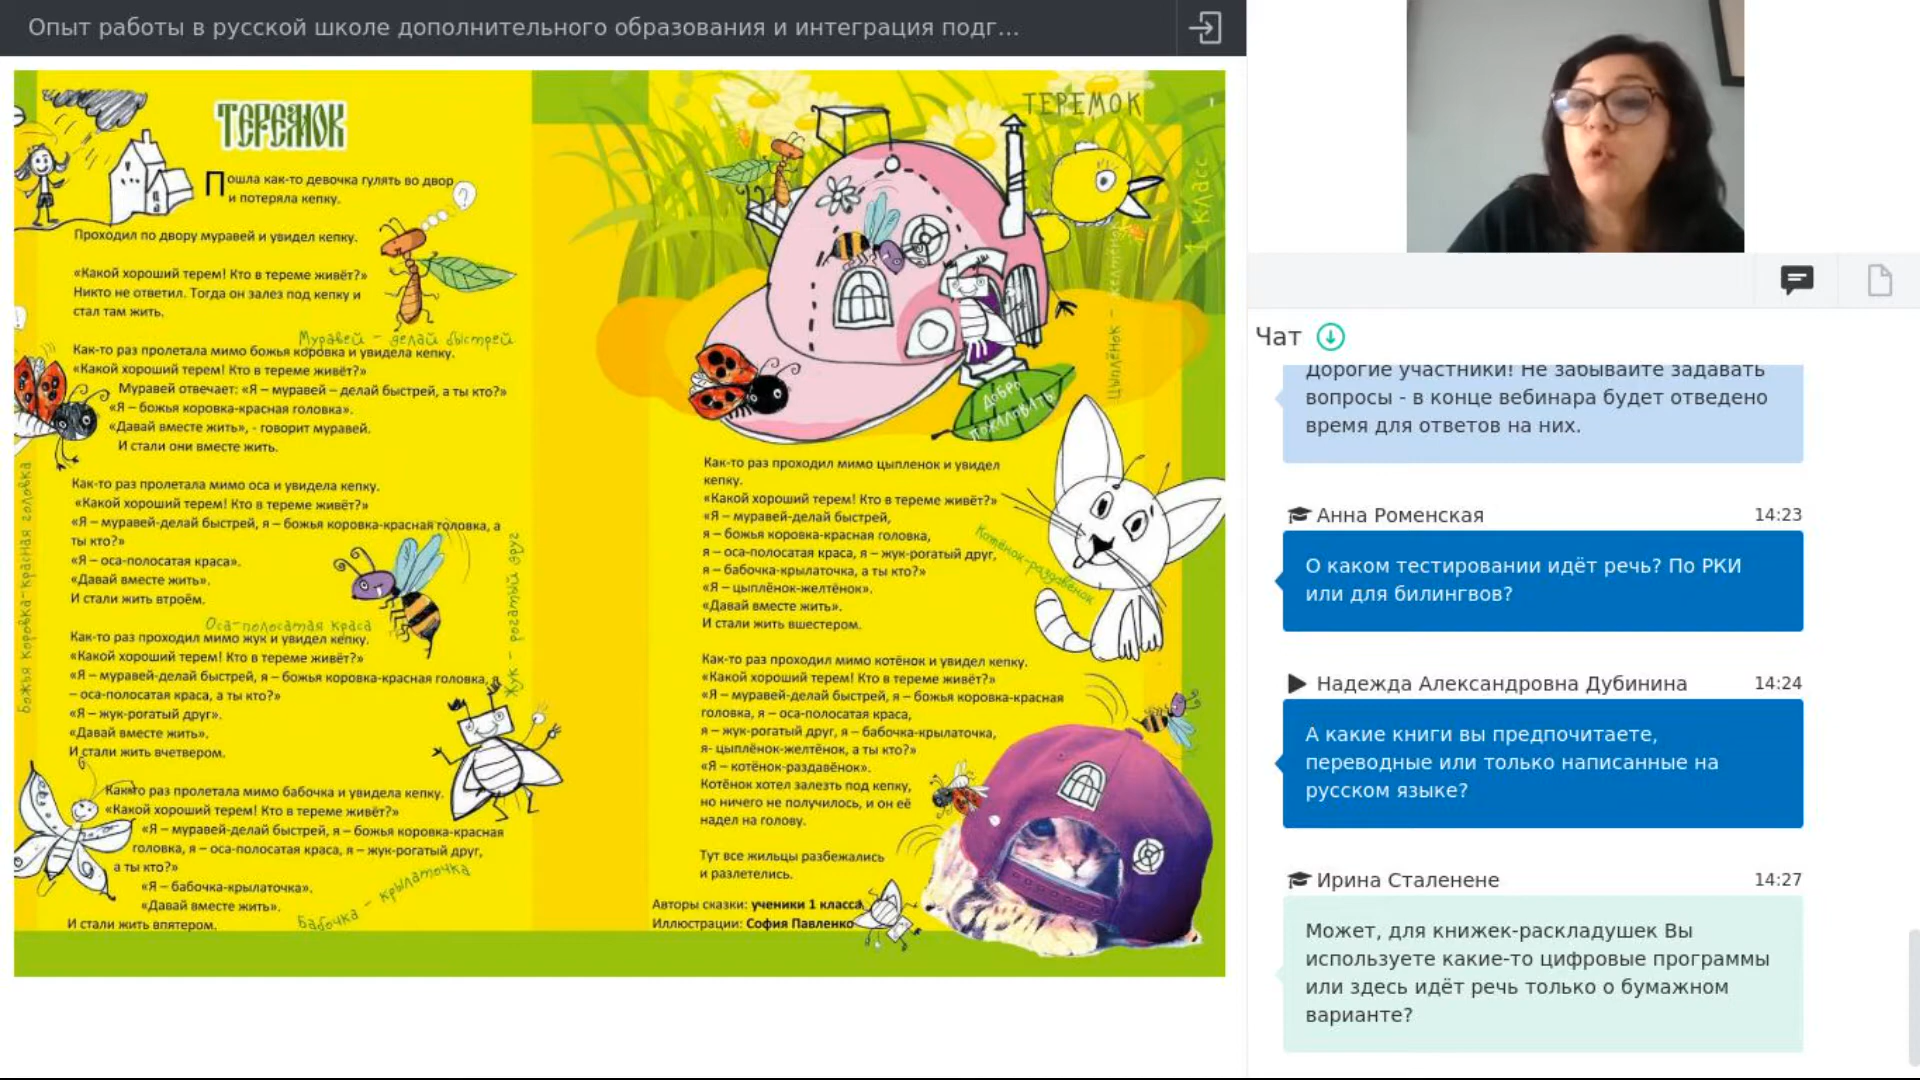 Опыт работы в русской школе дополнительного образования и интеграция подг...
ТЕРЕМОК
Пошла как-то девочка гулять во двор
и потеряла кепку.
?
Проходил по двору муравей и увидел кепку.
«Какой хороший терем! Кто в тереме живёт?»
Никто не ответил. Тогда он залез под кепку и
стал там жить.
Муравей – делай быстрей
Как-то раз пролетала мимо божья коровка и увидела кепку.
«Какой хороший терем! Кто в тереме живёт?»
Муравей отвечает: «Я – муравей – делай быстрей, а ты кто?»
«Я – божья коровка-красная головка».
«Давай вместе жить», - говорит муравей.
И стали они вместе жить.
Божья Коровка-красная головка
Как-то раз пролетала мимо оса и увидела кепку.
«Какой хороший терем! Кто в тереме живёт?»
«Я – муравей-делай быстрей, я – божья коровка-красная головка, а
ты кто?»
«Я – оса-полосатая краса».
«Давай вместе жить».
И стали жить втроём.
Оса-полосатая краса
Как-то раз проходил мимо жук и увидел кепку.
«Какой хороший терем! Кто в тереме живёт?»
«Я – муравей-делай быстрей, я – божья коровка-красная головка, я
– оса-полосатая краса, а ты кто?»
«Я – жук-рогатый друг».
«Давай вместе жить».
И стали жить вчетвером.
Жук – рогатый друг
Как-то раз пролетала мимо бабочка и увидела кепку.
«Какой хороший терем! Кто в тереме живёт?»
«Я – муравей-делай быстрей, я – божья коровка-красная
головка, я – оса-полосатая краса, я – жук-рогатый друг,
а ты кто?»
«Я – бабочка-крылаточка».
«Давай вместе жить».
И стали жить впятером.
Бабочка – крылаточка
ТЕРЕМОК
1 класс
Цыплёнок – желтёнок
ДОБРО
ПОЖАЛОВАТЬ
Как-то раз проходил мимо цыпленок и увидел
кепку.
«Какой хороший терем! Кто в тереме живёт?»
«Я – муравей-делай быстрей,
я – божья коровка-красная головка,
я – оса-полосатая краса, я – жук-рогатый друг,
я – бабочка-крылаточка, а ты кто?»
«Я – цыплёнок-желтёнок».
«Давай вместе жить».
И стали жить вшестером.
Котёнок-раздавёнок
Как-то раз проходил мимо котёнок и увидел кепку.
«Какой хороший терем! Кто в тереме живёт?»
«Я – муравей-делай быстрей, я – божья коровка-красная
головка, я – оса-полосатая краса,
я – жук-рогатый друг, я – бабочка-крылаточка,
я- цыплёнок-желтёнок, а ты кто?»
«Я – котёнок-раздавёнок».
Котёнок хотел залезть под кепку,
но ничего не получилось, и он её
надел на голову.
Тут все жильцы разбежались
и разлетелись.
Авторы сказки: ученики 1 класса
Иллюстрации: София Павленко
Чат
Дорогие участники! Не забывайте задавать
вопросы - в конце вебинара будет отведено
время для ответов на них.
Анна Роменская 14:23
О каком тестировании идёт речь? По РКИ
или для билингвов?
Надежда Александровна Дубинина 14:24
А какие книги вы предпочитаете,
переводные или только написанные на
русском языке?
Ирина Сталенене 14:27
Может, для книжек-раскладушек Вы
используете какие-то цифровые программы
или здесь идёт речь только о бумажном
варианте?